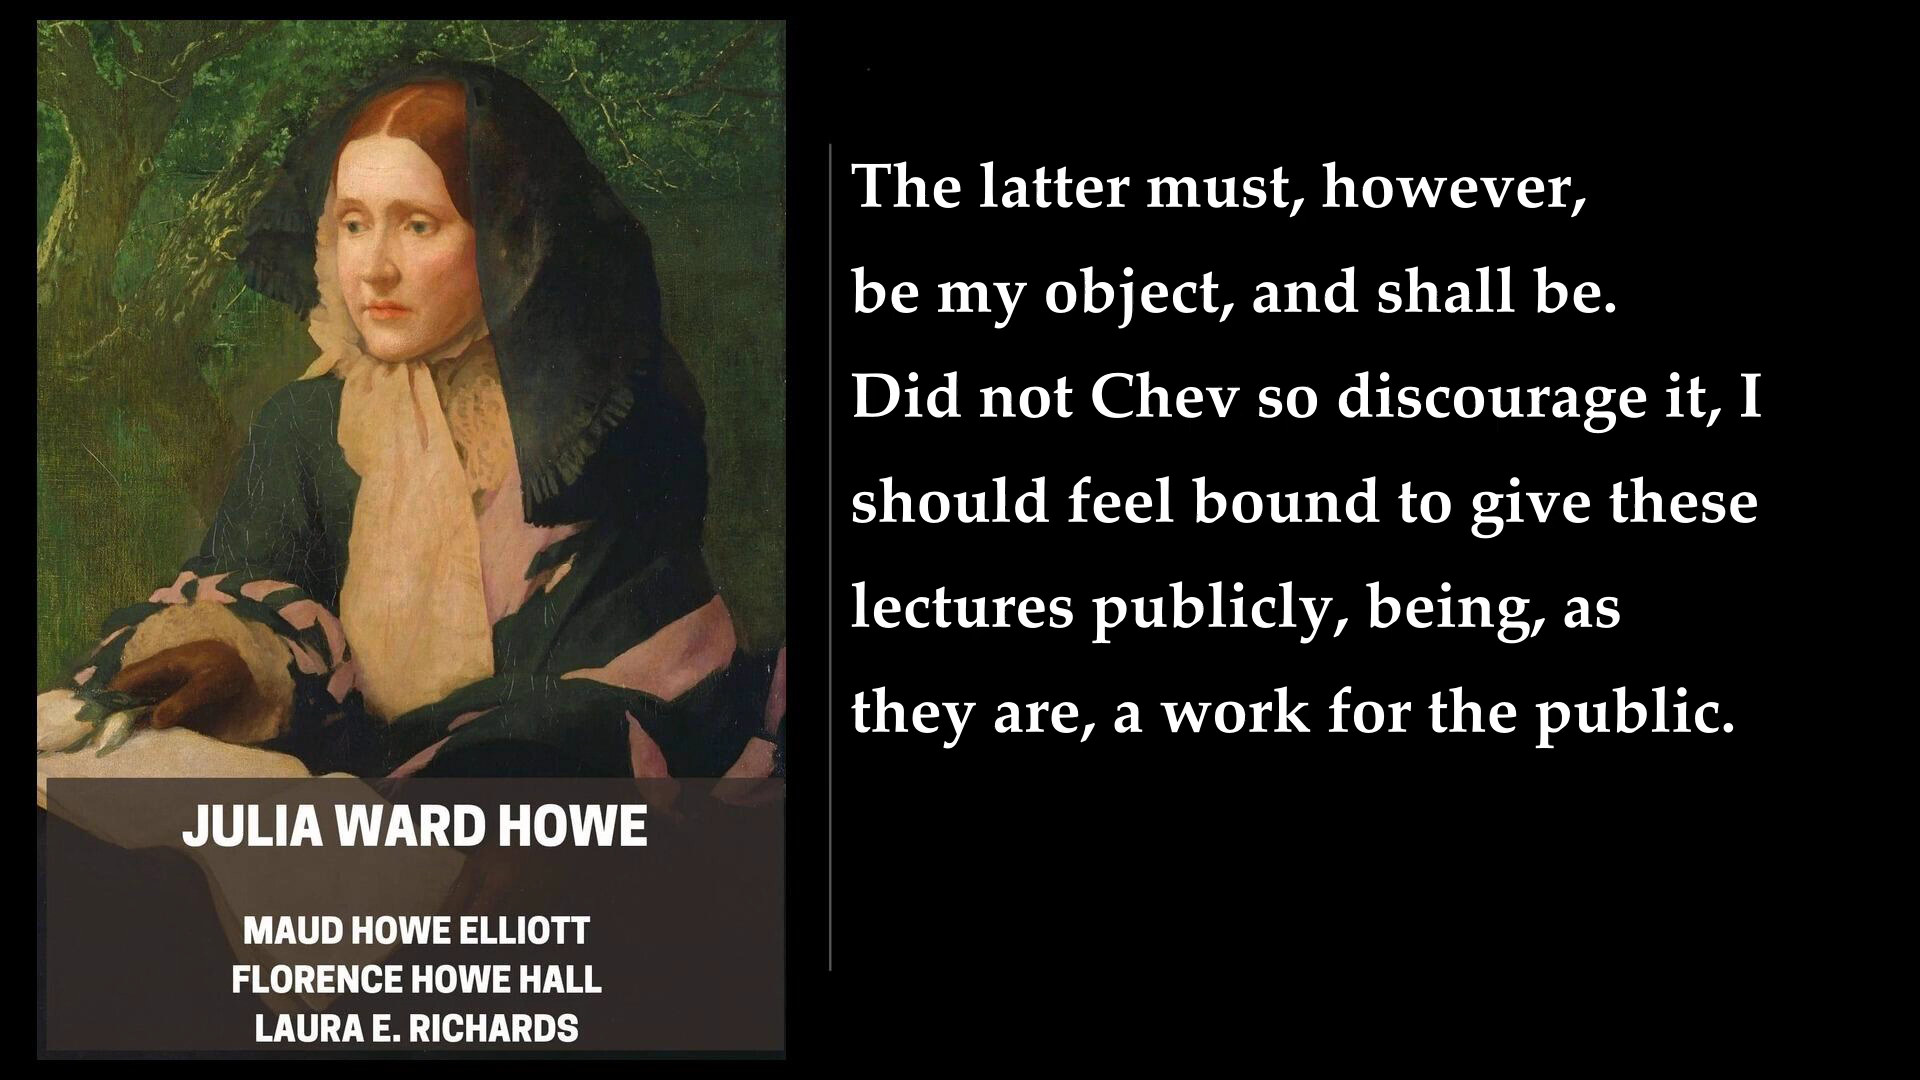 JULIA WARD HOWE
MAUD HOWE ELLIOTT
FLORENCE HOWE HALL
LAURA E. RICHARDS
The latter must, however,
be my object, and shall be.
Did not Chev so discourage it, I
should feel bound to give these
lectures publicly, being, as
they are, a work for the public.